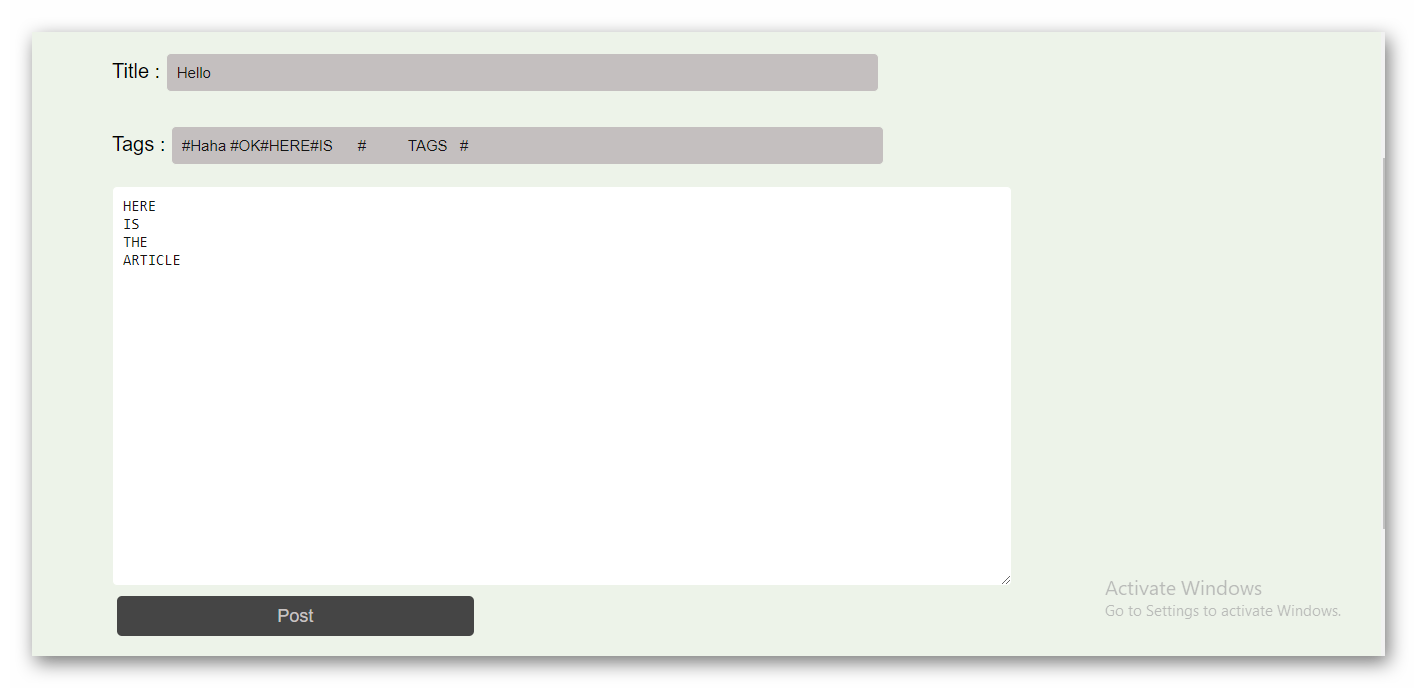 Title : Hello
Tags : #Haha #OK#HERE#IS      #          TAGS   #
HERE
IS
THE
ARTICLE
Post
Activate Windows
Go to Settings to activate Windows.